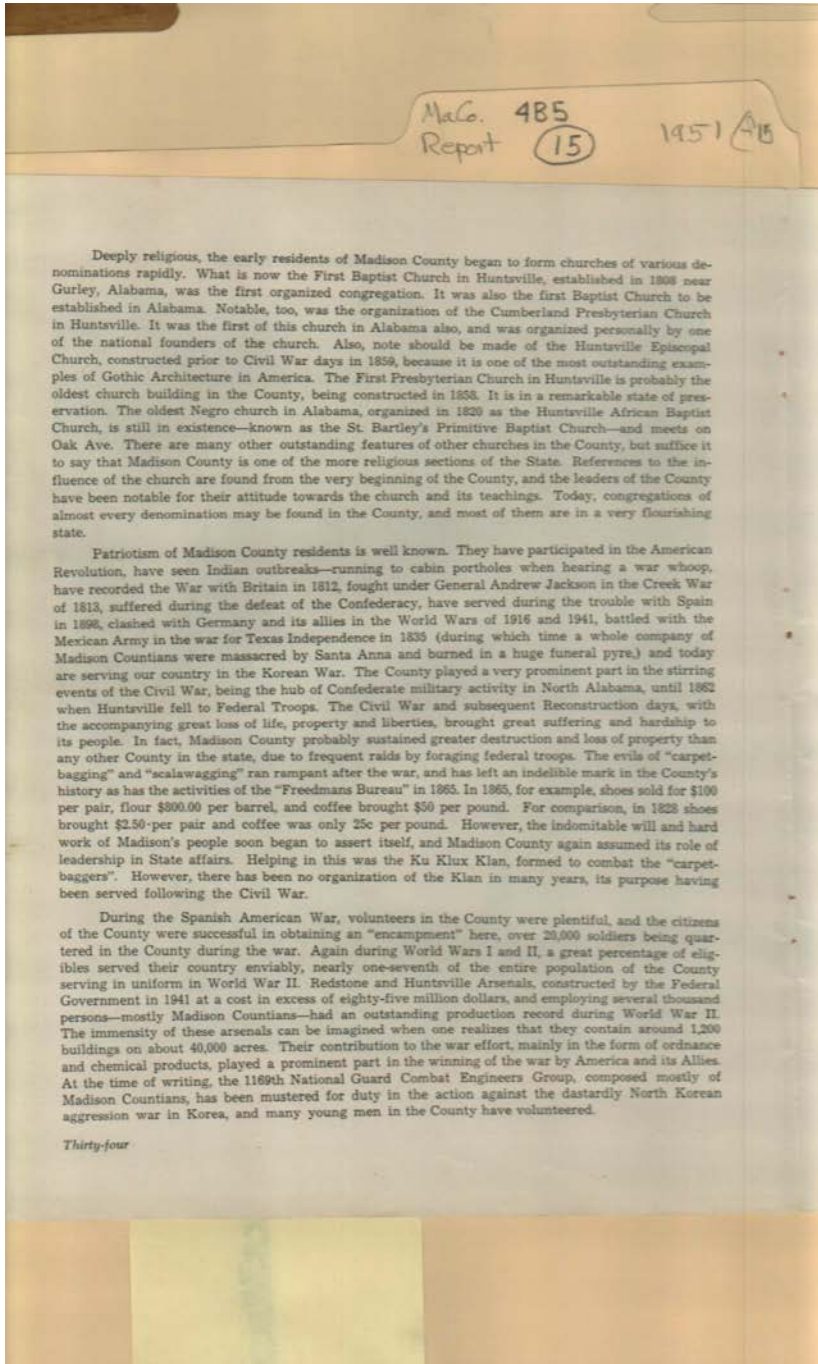 MaCo. 485
Report 15 1951
Deeply religious, the early residents of Madison County began to form churches of various de-
nominations rapidly. What is now the First Baptist Church in Huntsville, established in 1808 near
Gurley, Alabama, was the first organized congregation. It was also the first Baptist Church to be
established in Alabama. Notable, too, was the organization of the Cumberland Presbyterian Church
in Huntsville. It was the first of this church in Alabama also, and was organized personally by one
of the national founders of the church. Also, note should be made of the Huntsville Episcopal
Church, constructed prior to Civil War days in 1859, because it is one of the most outstanding exam-
ples of Gothic Architecture in America. The First Presbyterian Church in Huntsville is probably the
oldest church building in the County, being constructed in 1858. It is in a remarkable state of pres-
ervation. The oldest Negro church in Alabama, organized in 1820 as the Huntsville African Baptist
Church, is still in existence—known as the St. Bartley's Primitive Baptist Church—and meets on
Oak Ave. There are many other outstanding features of other churches in the County, but suffice it
to say that Madison County is one of the more religious sections of the State. References to the in-
fluence of the church are found from the very beginning of the County, and the leaders of the County
have been notable for their attitude towards the church and its teachings. Today, congregations of
almost every denomination may be found in the County, and most of them are in a very flourishing
state.
Patriotism of Madison County residents is well known. They have participated in the American
Revolution, have seen Indian outbreaks—running to cabin portholes when hearing a war whoop,
have recorded the War with Britain in 1812, fought under General Andrew Jackson in the Creek War
of 1813, suffered during the defeat of the Confederacy, have served during the trouble with Spain
in 1898, clashed with Germany and its allies in the World Wars of 1916 and 1941, battled with the
Mexican Army in the war for Texas Independence in 1835 (during which time a whole company of
Madison Countians were massacred by Santa Anna and burned in a huge funeral pyre,) and today
are serving our country in the Korean War. The County played a very prominent part in the stirring
events of the Civil War, being the hub of Confederate military activity in North Alabama, until 1862
when Huntsville fell to Federal Troops. The Civil War and subsequent Reconstruction days, with
the accompanying great loss of life, property and liberties, brought great suffering and hardship to
its people. In fact, Madison County probably sustained greater destruction and loss of property than
any other County in the state, due to frequent raids by foraging federal troops. The evils of "carpet-
bagging" and "scalawagging" ran rampant after the war, and has left an indelible mark in the County's
history as has the activities of the "Freedmans Bureau" in 1865. In 1865, for example, shoes sold for $100
per pair, flour $800.00 per barrel, and coffee brought $50 per pound. For comparison, in 1828 shoes
brought $2.50 per pair and coffee was only 25c per pound. However, the indomitable will and hard
work of Madison's people soon began to assert itself, and Madison County again assumed its role of
leadership in State affairs. Helping in this was the Ku Klux Klan, formed to combat the "carpet-
baggers". However, there has been no organization of the Klan in many years, its purpose having
been served following the Civil War.
During the Spanish American War, volunteers in the County were plentiful, and the citizens
of the County were successful in obtaining an "encampment" here, over 20,000 soldiers being quar-
tered in the County during the war. Again during World Wars I and II, a great percentage of elig-
ibles served their country enviably, nearly one-seventh of the entire population of the County
serving in uniform in World War II. Redstone and Huntsville Arsenals, constructed by the Federal
Government in 1941 at a cost in excess of eighty-five million dollars, and employing several thousand
persons—mostly Madison Countians—had an outstanding production record during World War II.
The immensity of these arsenals can be imagined when one realizes that they contain around 1,200
buildings on about 40,000 acres. Their contribution to the war effort, mainly in the form of ordnance
and chemical products, played a prominent part in the winning of the war by America and its Allies.
At the time of writing, the 1169th National Guard Combat Engineers Group, composed mostly of
Madison Countians, has been mustered for duty in the action against the dastardly North Korean
aggression war in Korea, and many young men in the County have volunteered.
Thirty-four